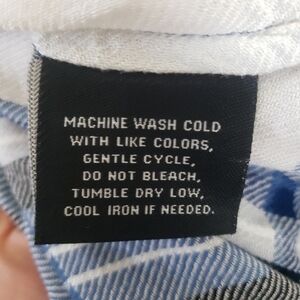 MACHINE WASH COLD
WITH LIKE COLORS,
GENTLE CYCLE,
DO NOT BLEACH,
TUMBLE DRY LOW,
COOL IRON IF NEEDED.